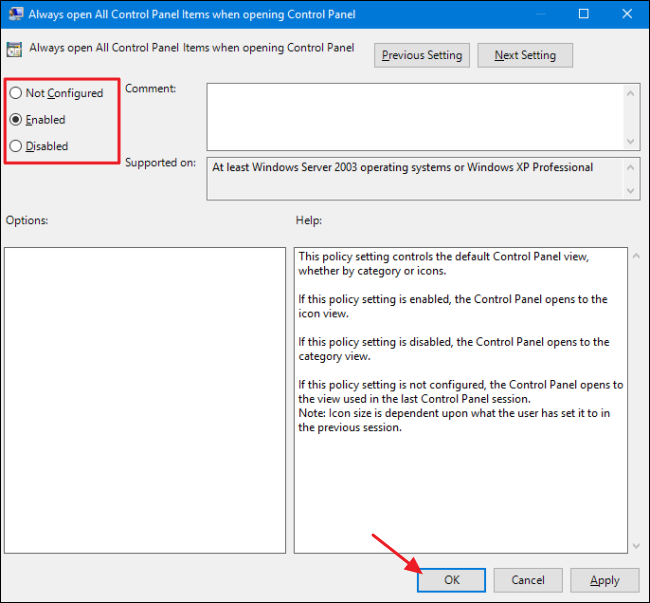 Always open All Control Panel Items when opening Control Panel
Always open All Control Panel Items when opening Control Panel
Previous Setting
Next Setting
Not Configured
Enabled
Disabled
Comment:
Supported on:
At least Windows Server 2003 operating systems or Windows XP Professional
Options:
Help:
This policy setting controls the default Control Panel view,
whether by category or icons.
If this policy setting is enabled, the Control Panel opens to the
icon view.
If this policy setting is disabled, the Control Panel opens to the
category view.
If this policy setting is not configured, the Control Panel opens to
the view used in the last Control Panel session.
Note: Icon size is dependent upon what the user has set it to in
the previous session.
OK
Cancel
Apply